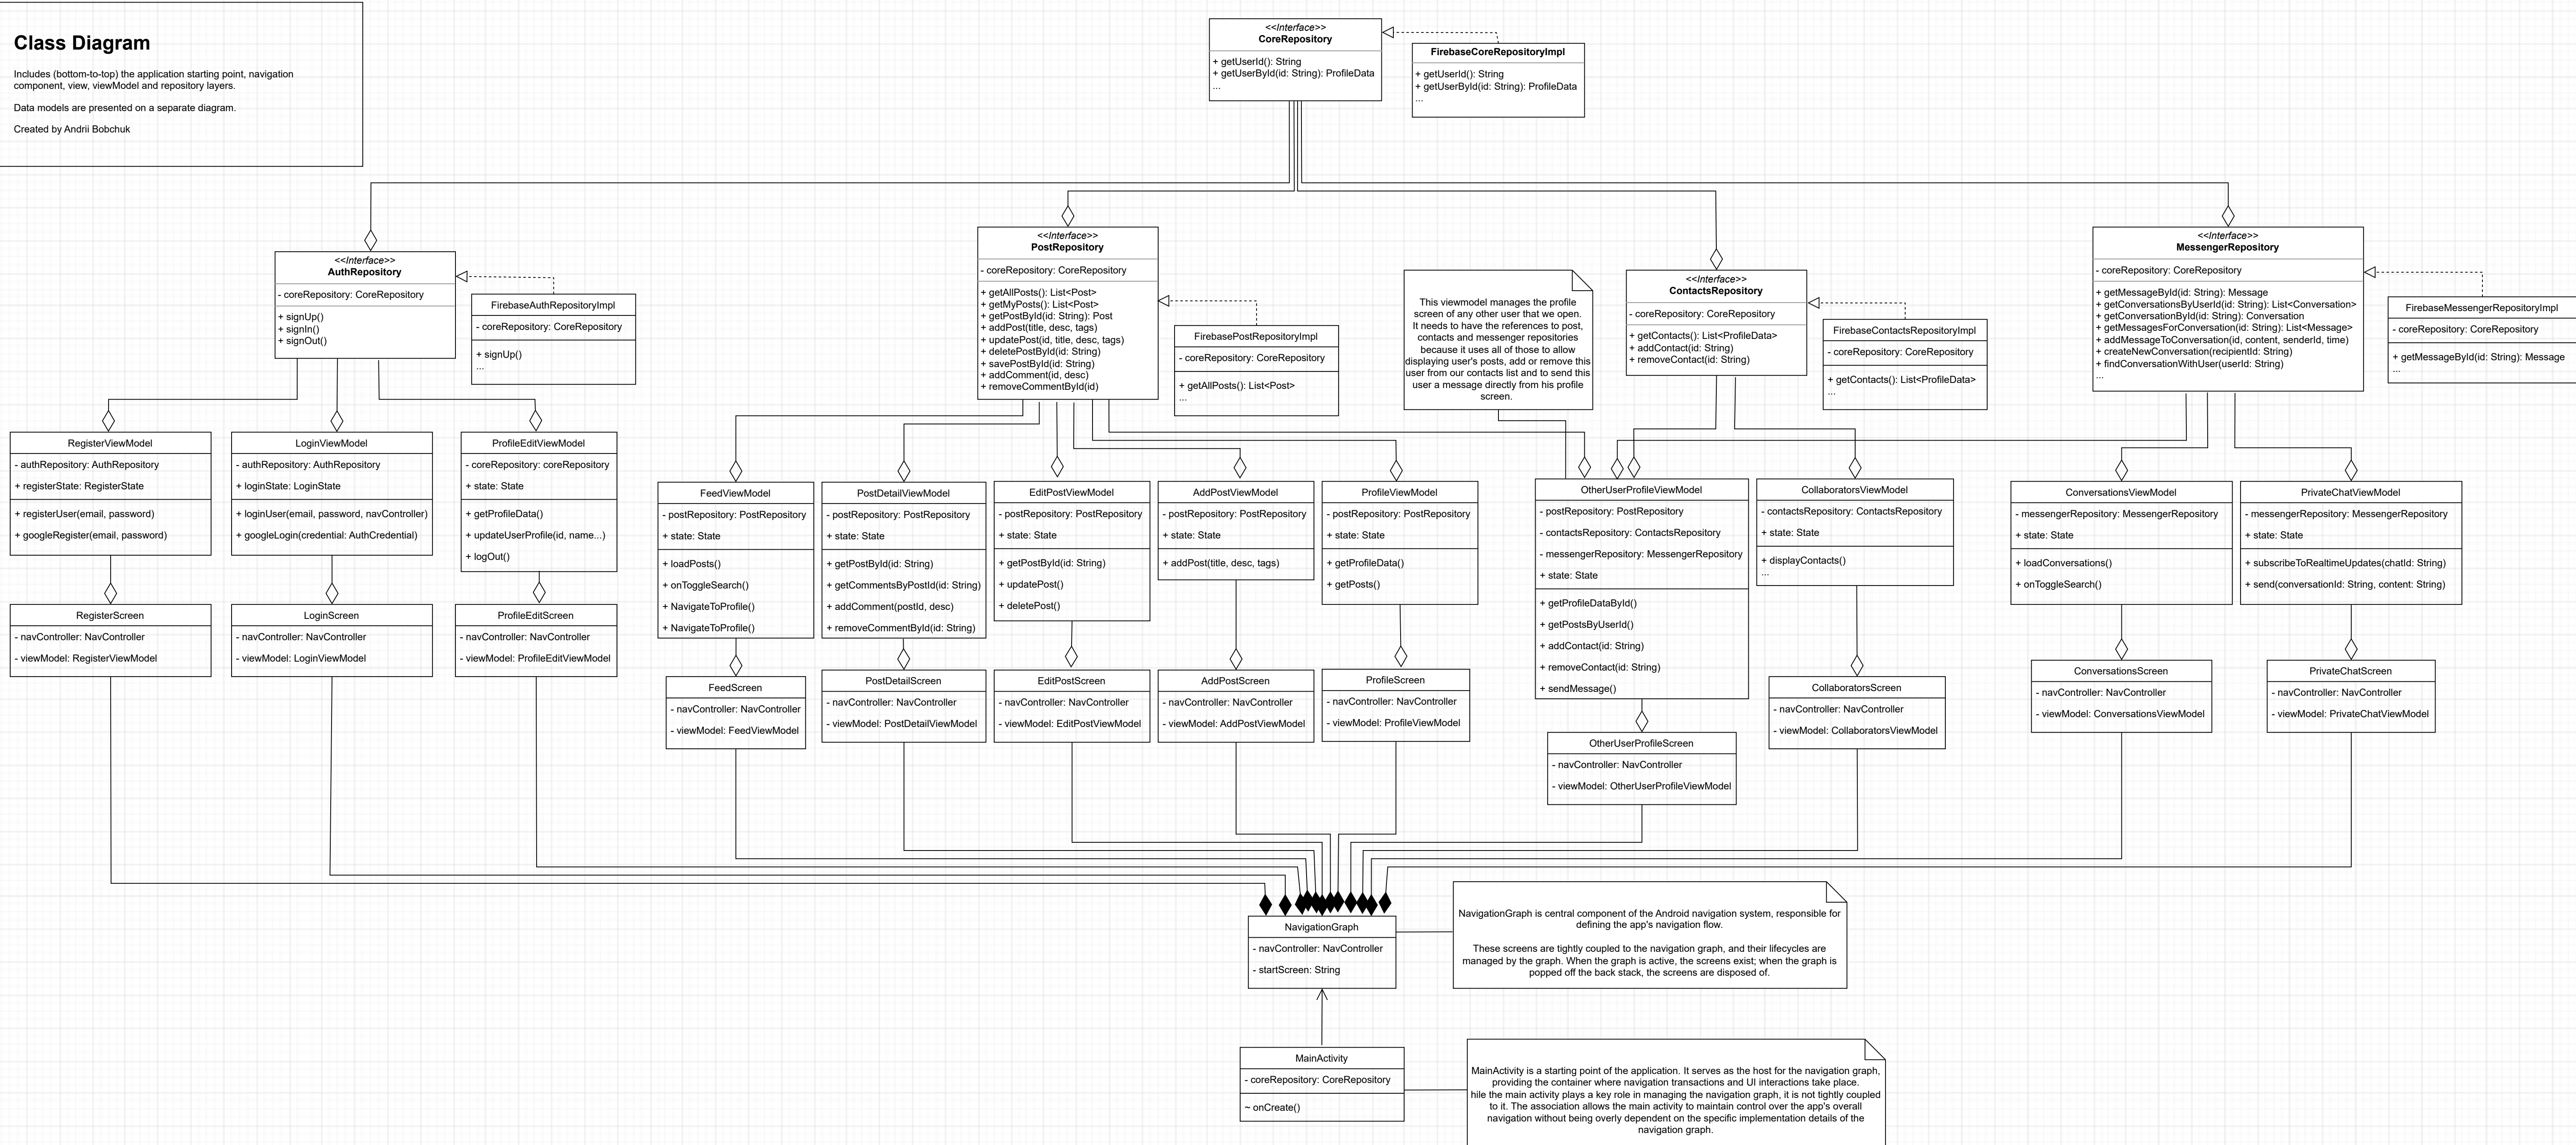 Class Diagram
Includes (bottom-to-top) the application starting point, navigation
component, view, viewModel and repository layers.
Data models are presented on a separate diagram.
Created by Andrii Bobchuk
<<Interface>>
CoreRepository
+ getUserId(): String
+ getUserById(id: String): ProfileData
...
FirebaseCoreRepositoryImpl
+ getUserId(): String
+ getUserById(id: String): ProfileData
...
<<Interface>>
AuthRepository
- coreRepository: CoreRepository
+ signUp()
+ signIn()
+ signOut()
FirebaseAuthRepositoryImpl
- coreRepository: CoreRepository
+ signUp()
...
<<Interface>>
PostRepository
- coreRepository: CoreRepository
+ getAllPosts(): List<Post>
+ getMyPosts(): List<Post>
+ getPostById(id: String): Post
+ addPost(title, desc, tags)
+ updatePost(id, title, desc, tags)
+ deletePostById(id: String)
+ savePostById(id: String)
+ addComment(id, desc)
+ removeCommentById(id)
FirebasePostRepositoryImpl
- coreRepository: CoreRepository
+ getAllPosts(): List<Post>
...
This viewmodel manages the profile
screen of any other user that we open.
It needs to have the references to post,
contacts and messenger repositories
because it uses all of those to allow
displaying user's posts, add or remove this
user from our contacts list and to send this
user a message directly from his profile
screen.
<<Interface>>
ContactsRepository
- coreRepository: CoreRepository
+ getContacts(): List<ProfileData>
+ addContact(id: String)
+ removeContact(id: String)
FirebaseContactsRepositoryImpl
- coreRepository: CoreRepository
+ getContacts(): List<ProfileData>
...
<<Interface>>
MessengerRepository
- coreRepository: CoreRepository
+ getMessageById(id: String): Message
+ getConversationsByUserId(id: String): List<Conversation>
+ getConversationById(id: String): Conversation
+ getMessagesForConversation(id: String): List<Message>
+ addMessageToConversation(id, content, senderId, time)
+ createNewConversation(recipientId: String)
+ findConversationWithUser(userId: String)
...
FirebaseMessengerRepositoryImpl
- coreRepository: CoreRepository
+ getMessageById(id: String): Message
...
RegisterViewModel
- authRepository: AuthRepository
+ registerState: RegisterState
+ registerUser(email, password)
+ googleRegister(email, password)
LoginViewModel
- authRepository: AuthRepository
+ loginState: LoginState
+ loginUser(email, password, navController)
+ googleLogin(credential: AuthCredential)
ProfileEditViewModel
- coreRepository: coreRepository
+ state: State
+ getProfileData()
+ updateUserProfile(id, name...)
+ logOut()
FeedViewModel
- postRepository: PostRepository
+ state: State
+ loadPosts()
+ onToggleSearch()
+ NavigateToProfile()
+ NavigateToProfile()
PostDetailViewModel
- postRepository: PostRepository
+ state: State
+ getPostById(id: String)
+ getCommentsByPostId(id: String)
+ addComment(postId, desc)
+ removeCommentById(id: String)
EditPostViewModel
- postRepository: PostRepository
+ state: State
+ getPostById(id: String)
+ updatePost()
+ deletePost()
AddPostViewModel
- postRepository: PostRepository
+ state: State
+ addPost(title, desc, tags)
ProfileViewModel
- postRepository: PostRepository
+ state: State
+ getProfileData()
+ getPosts()
OtherUserProfileViewModel
- postRepository: PostRepository
- contactsRepository: ContactsRepository
- messengerRepository: MessengerRepository
+ state: State
+ getProfileDataById()
+ getPostsByUserId()
+ addContact(id: String)
+ removeContact(id: String)
+ sendMessage()
CollaboratorsViewModel
- contactsRepository: ContactsRepository
+ state: State
+ displayContacts()
...
ConversationsViewModel
- messengerRepository: MessengerRepository
+ state: State
+ loadConversations()
+ onToggleSearch()
PrivateChatViewModel
- messengerRepository: MessengerRepository
+ state: State
+ subscribeToRealtimeUpdates(chatId: String)
+ send(conversationId: String, content: String)
RegisterScreen
- navController: NavController
- viewModel: RegisterViewModel
LoginScreen
- navController: NavController
- viewModel: LoginViewModel
ProfileEditScreen
- navController: NavController
- viewModel: ProfileEditViewModel
FeedScreen
- navController: NavController
- viewModel: FeedViewModel
PostDetailScreen
- navController: NavController
- viewModel: PostDetailViewModel
EditPostScreen
- navController: NavController
- viewModel: EditPostViewModel
AddPostScreen
- navController: NavController
- viewModel: AddPostViewModel
ProfileScreen
- navController: NavController
- viewModel: ProfileViewModel
OtherUserProfileScreen
- navController: NavController
- viewModel: OtherUserProfileViewModel
CollaboratorsScreen
- navController: NavController
- viewModel: CollaboratorsViewModel
ConversationsScreen
- navController: NavController
- viewModel: ConversationsViewModel
PrivateChatScreen
- navController: NavController
- viewModel: PrivateChatViewModel
NavigationGraph
- navController: NavController
- startScreen: String
NavigationGraph is central component of the Android navigation system, responsible for
defining the app's navigation flow.
These screens are tightly coupled to the navigation graph, and their lifecycles are
managed by the graph. When the graph is active, the screens exist; when the graph is
popped off the back stack, the screens are disposed of.
MainActivity
- coreRepository: CoreRepository
~ onCreate()
MainActivity is a starting point of the application. It serves as the host for the navigation graph,
providing the container where navigation transactions and UI interactions take place.
hile the main activity plays a key role in managing the navigation graph, it is not tightly coupled
to it. The association allows the main activity to maintain control over the app's overall
navigation without being overly dependent on the specific implementation details of the
navigation graph.